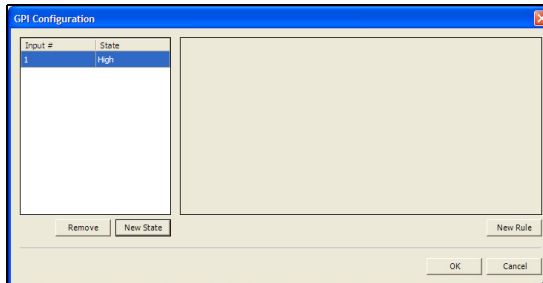 GPI Configuration
Input # State
1 High
Remove New State New Rule
OK Cancel